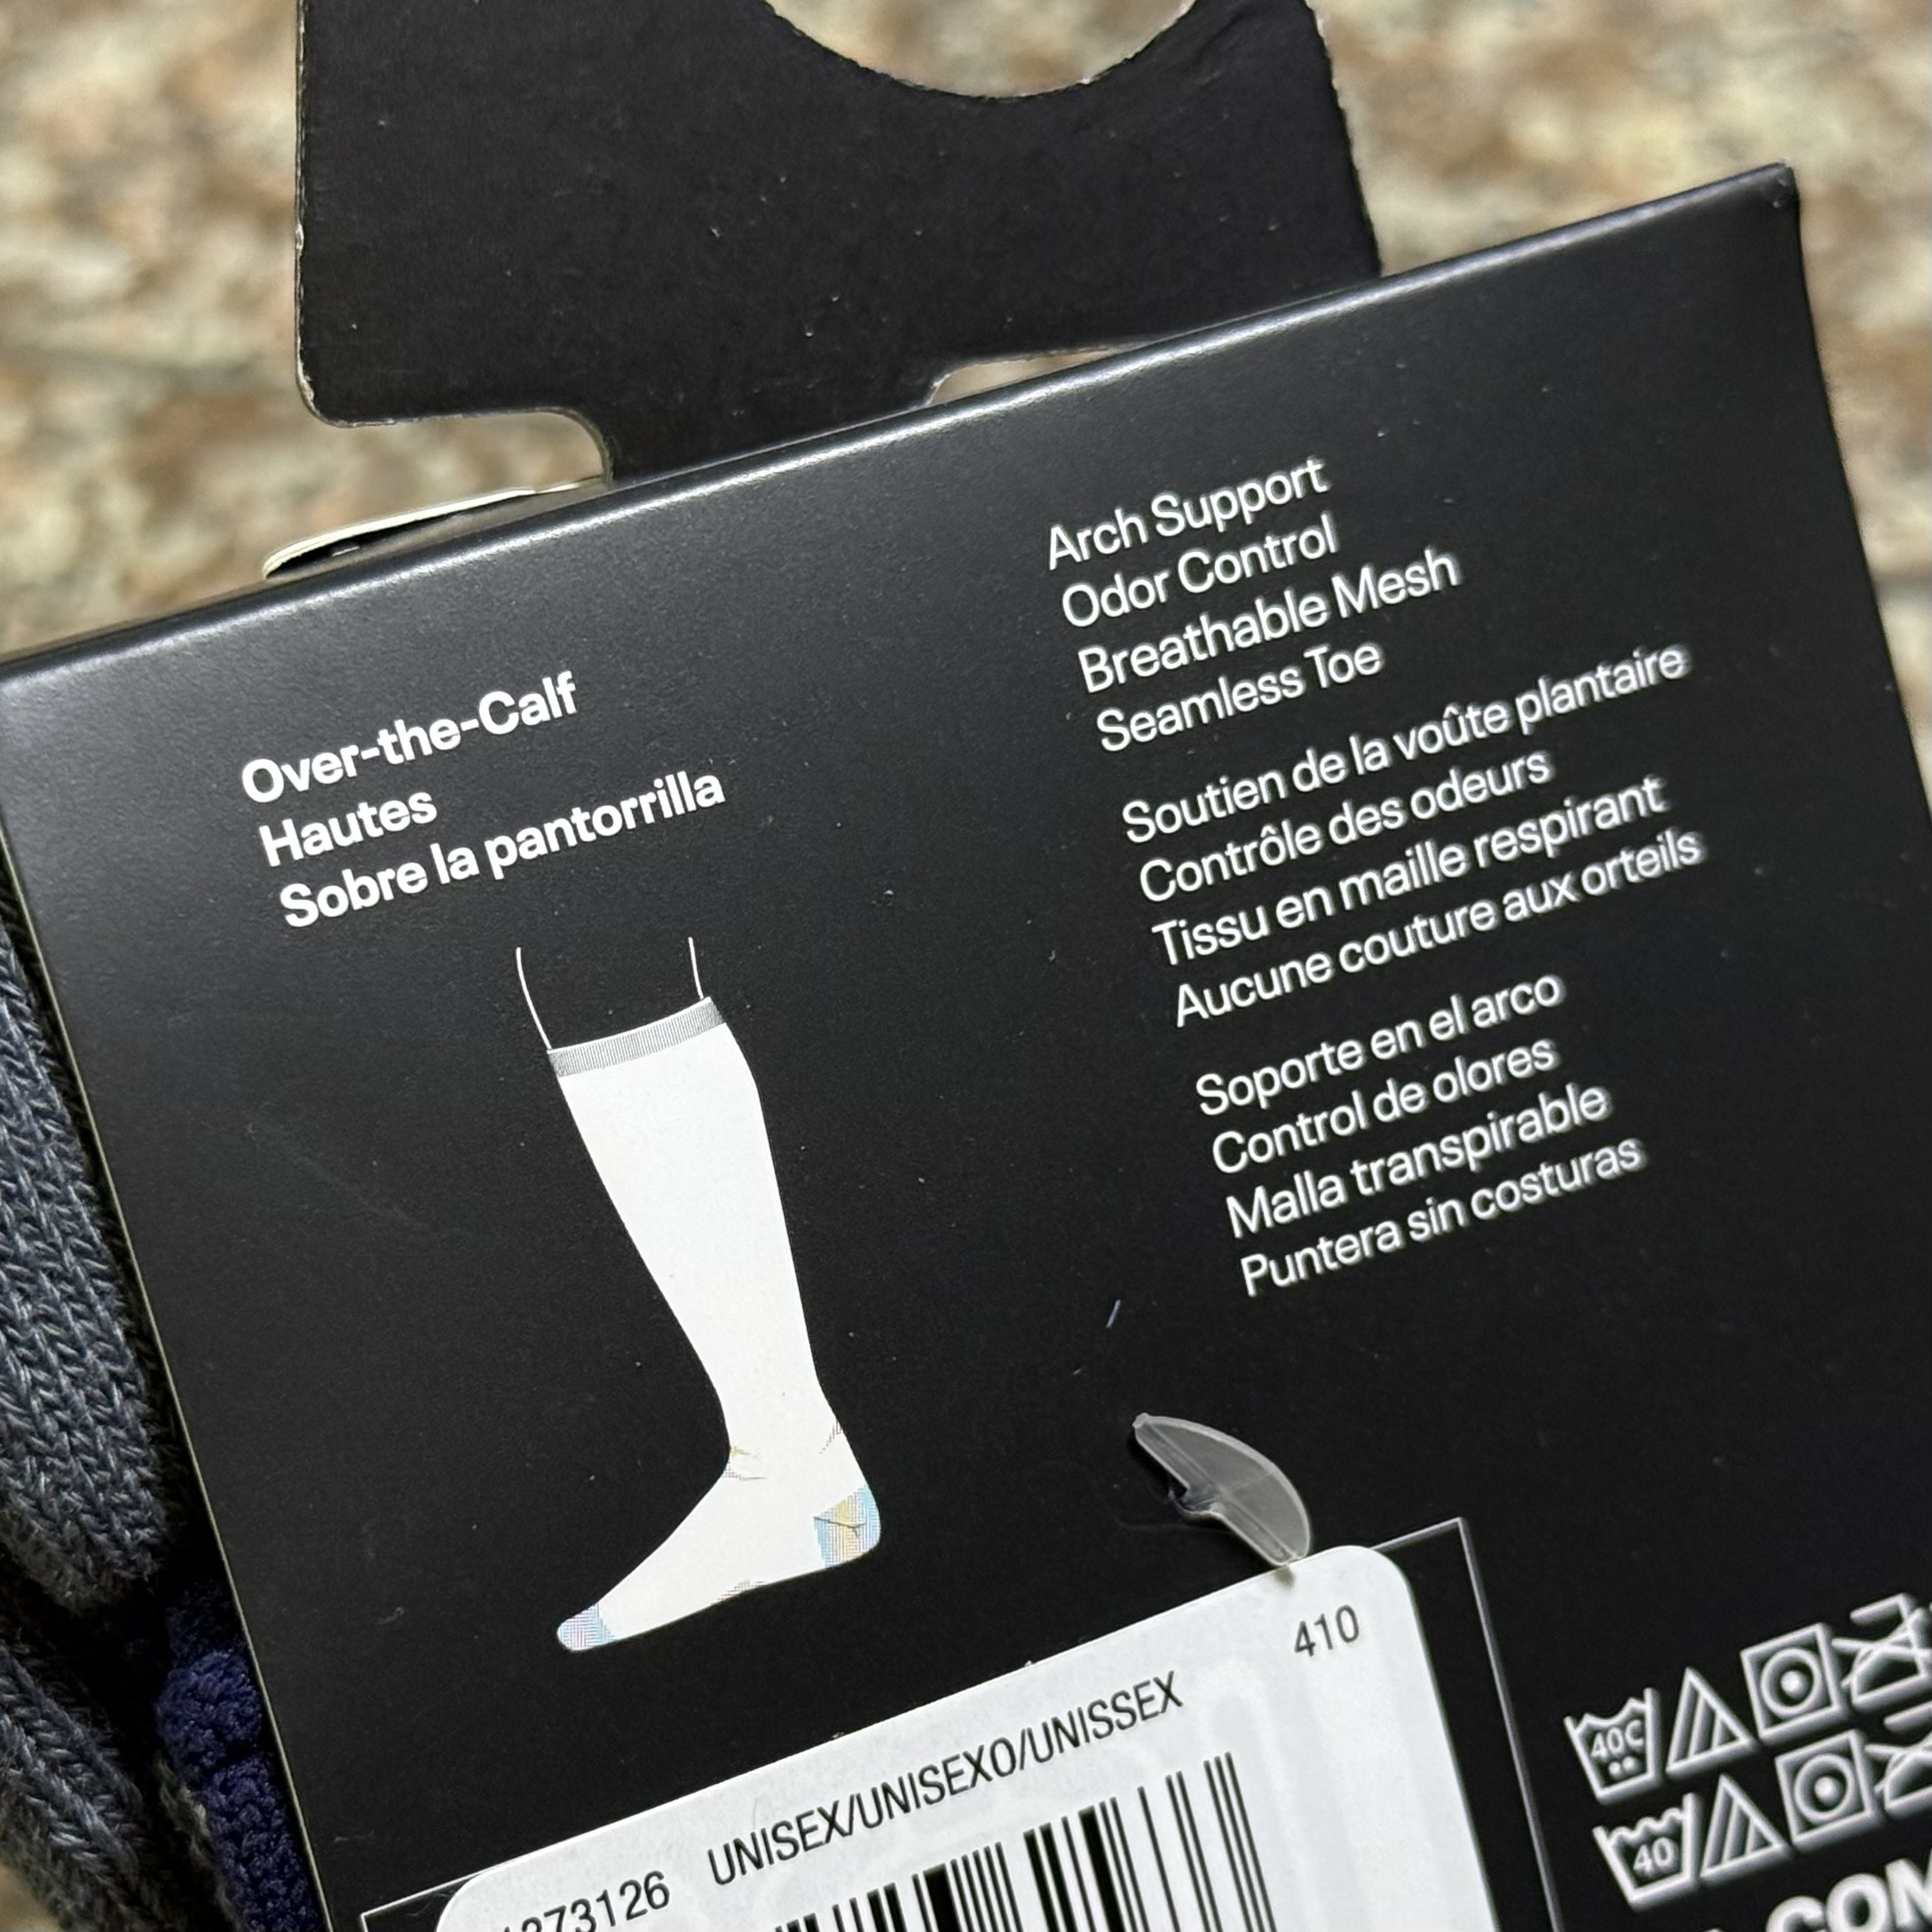 Over-the-Calf
Hautes
Sobre la pantorrilla
Arch Support
Odor Control
Breathable Mesh
Seamless Toe
Soutien de la voûte plantaire
Contrôle des odeurs
Tissu en maille respirant
Aucune couture aux orteils
Soporte en el arco
Control de olores
Malla transpirable
Puntera sin costuras
410
UNISEX/UNISEXO/UNISSEX
40C
40